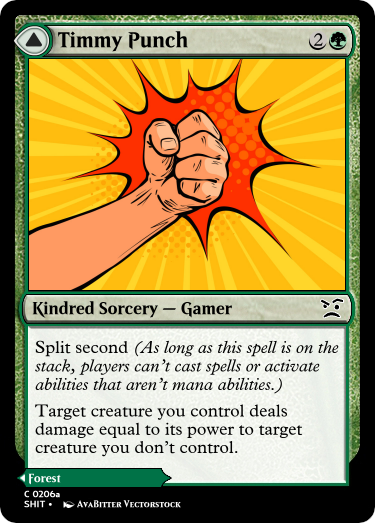 Timy Punch 2
Kindred Sorcery — Gamer
Split second (As long as this spell is on the
stack, players can't cast spells or activate
abilities that aren't mana abilities.)
Target creature you control deals
damage equal to its power to target
creature you don't control.
Forest
C 0206a
SHIT • AvaBitter Vectorstock